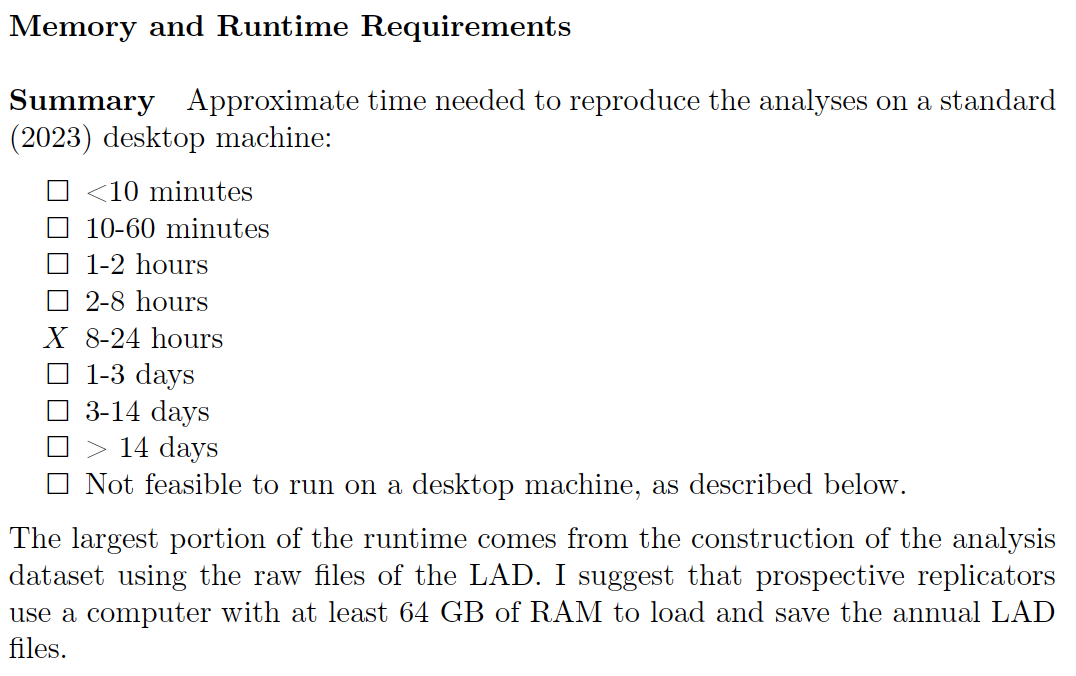 Memory and Runtime Requirements
Summary Approximate time needed to reproduce the analyses on a standard
(2023) desktop machine:
☐ <10 minutes
☐ 10-60 minutes
☐ 1-2 hours
☐ 2-8 hours
X 8-24 hours
☐ 1-3 days
☐ 3-14 days
☐ > 14 days
☐ Not feasible to run on a desktop machine, as described below.
The largest portion of the runtime comes from the construction of the analysis
dataset using the raw files of the LAD. I suggest that prospective replicators
use a computer with at least 64 GB of RAM to load and save the annual LAD
files.